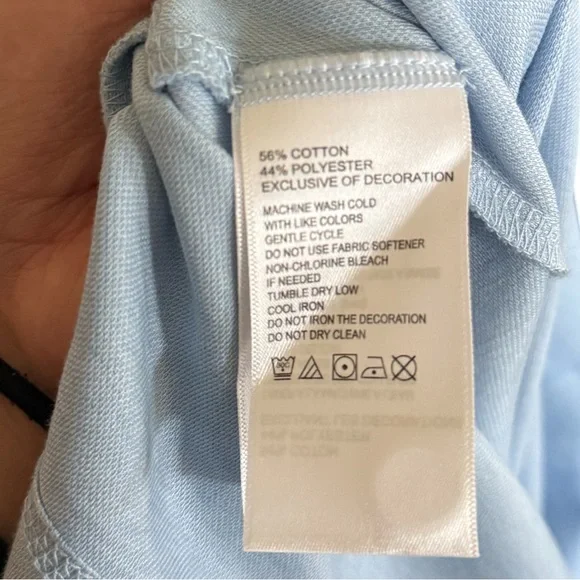 56% COTTON
44% POLYESTER
EXCLUSIVE OF DECORATION
MACHINE WASH COLD
WITH LIKE COLORS
GENTLE CYCLE
DO NOT USE FABRIC SOFTENER
NON-CHLORINE BLEACH
IF NEEDED
TUMBLE DRY LOW
COOL IRON
DO NOT IRON THE DECORATION
DO NOT DRY CLEAN
30C